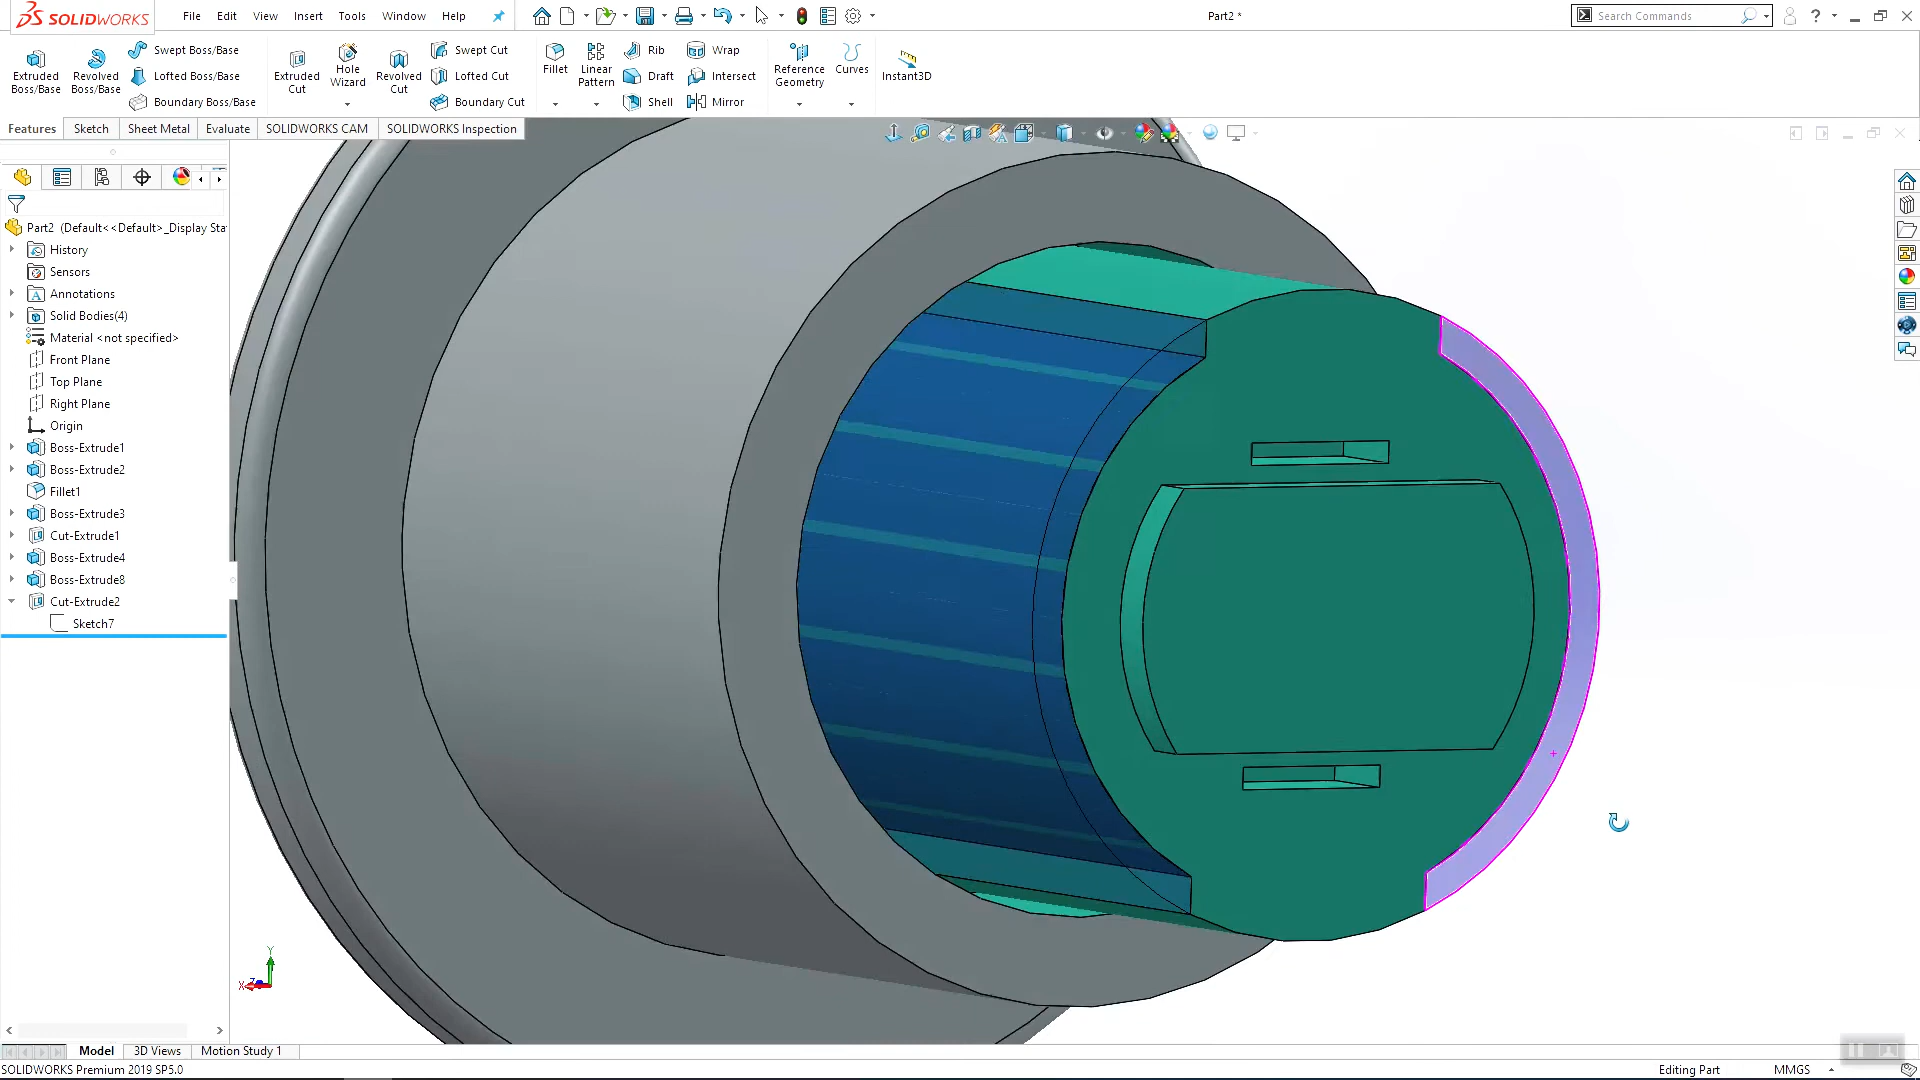 SOLIDWORKS
File Edit View Insert Tools Window Help
Part2 *
Search Commands
Extruded Boss/Base
Revolved Boss/Base
Swept Boss/Base
Lofted Boss/Base
Boundary Boss/Base
Extruded Cut
Hole Wizard
Revolved Cut
Swept Cut
Lofted Cut
Boundary Cut
Fillet
Linear Pattern
Rib
Draft
Shell
Wrap
Intersect
Mirror
Reference Geometry
Curves
Instant3D
Features Sketch Sheet Metal Evaluate SOLIDWORKS CAM SOLIDWORKS Inspection
Part2 (Default<<Default>_Display Sta
History
Sensors
Annotations
Solid Bodies(4)
Material <not specified>
Front Plane
Top Plane
Right Plane
Origin
Boss-Extrude1
Boss-Extrude2
Fillet1
Boss-Extrude3
Cut-Extrude1
Boss-Extrude4
Boss-Extrude8
Cut-Extrude2
Sketch7
Y
X Z
Model 3D Views Motion Study 1
SOLIDWORKS Premium 2019 SP5.0
Editing Part MMGS